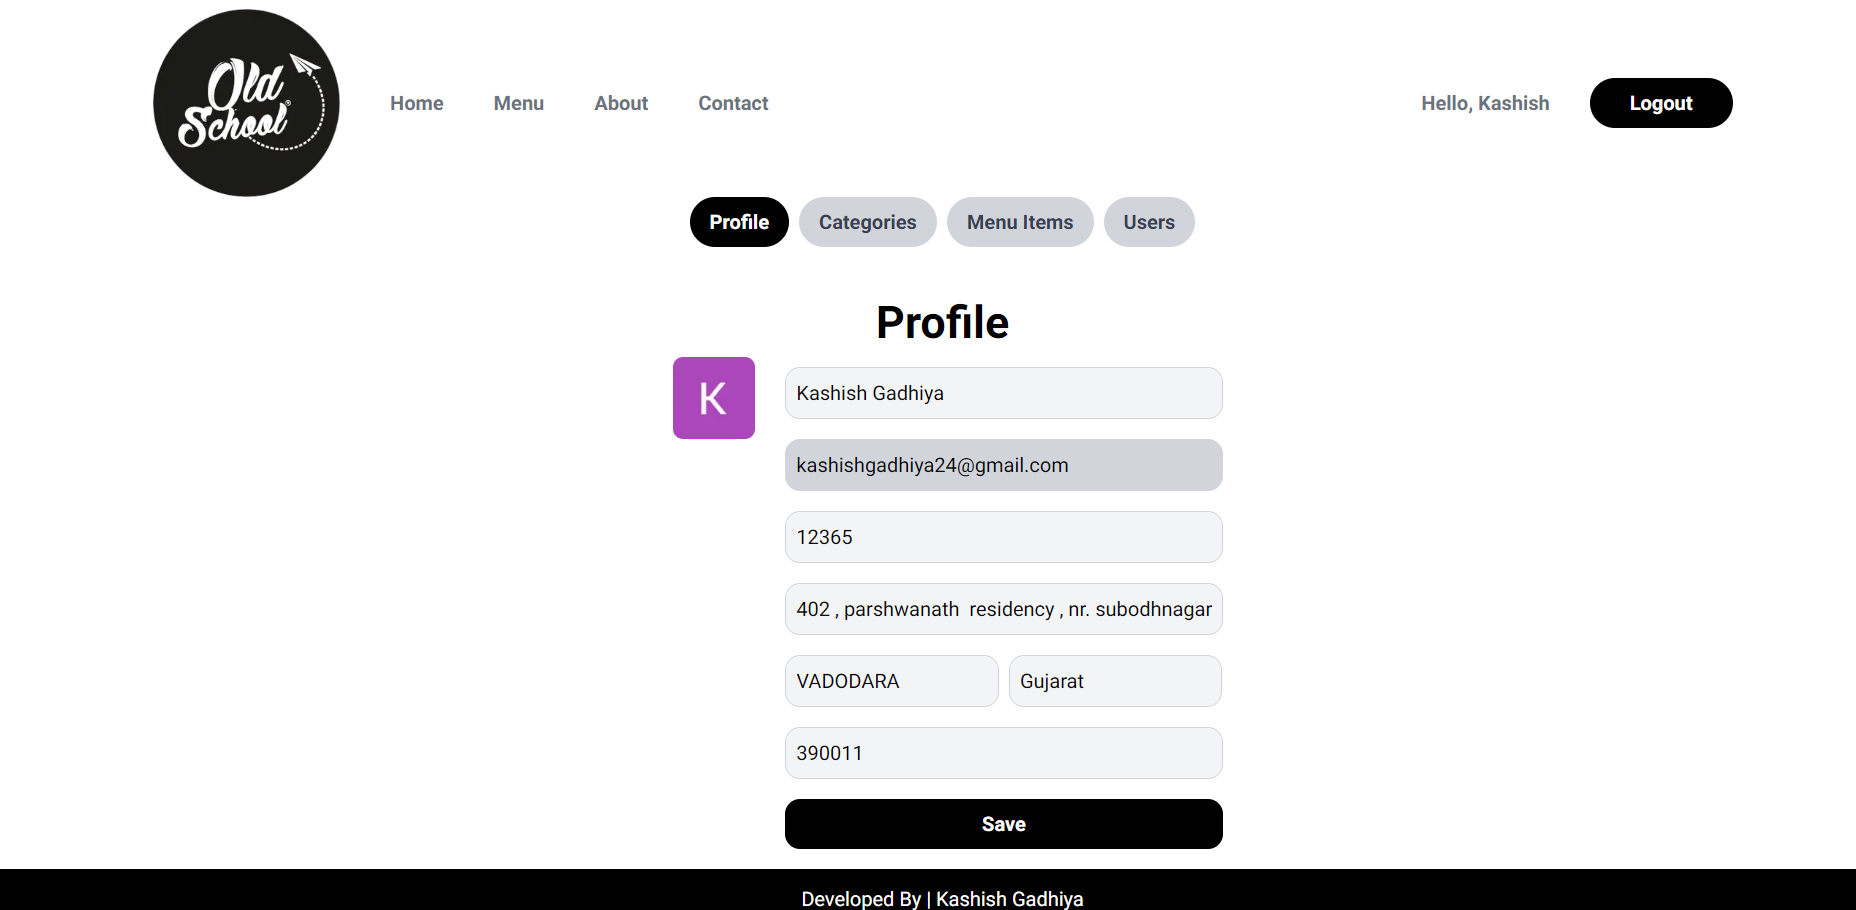 Old
School®
Home Menu About Contact Hello, Kashish Logout
Profile Categories Menu Items Users
Profile
K
Kashish Gadhiya
kashishgadhiya24@gmail.com
12365
402 , parshwanath  residency , nr. subodhnagar
VADODARA Gujarat
390011
Save
Developed By | Kashish Gadhiya